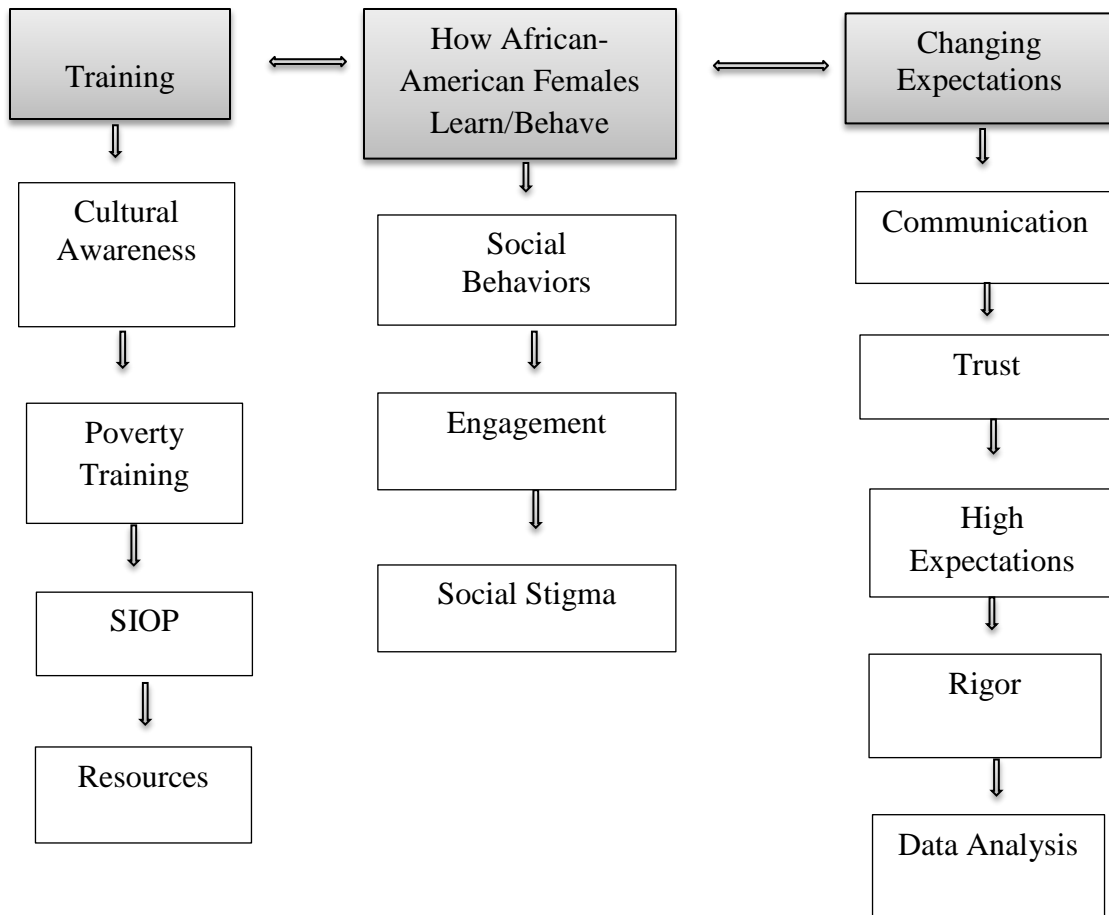 Training
Cultural
Awareness
Poverty
Training
SIOP
Resources
How African-
American Females
Learn/Behave
Social
Behaviors
Engagement
Social Stigma
Changing
Expectations
Communication
Trust
High
Expectations
Rigor
Data Analysis